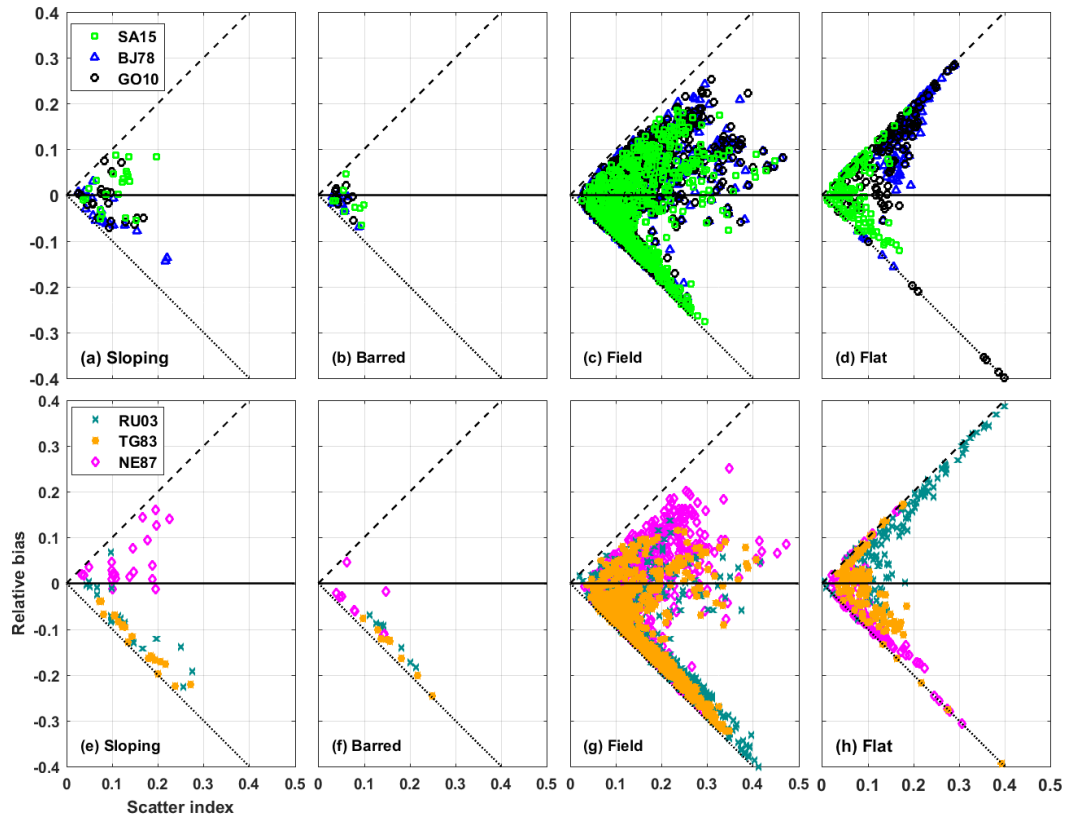 0.4
0.3
0.2
0.1
0
-0.1
-0.2
-0.3
-0.4
SA15
BJ78
GO10
(a) Sloping
(b) Barred
(c) Field
(d) Flat
Relative bias
0.4
0.3
0.2
0.1
0
-0.1
-0.2
-0.3
-0.4
RU03
TG83
NE87
(e) Sloping
(f) Barred
(g) Field
(h) Flat
0 0.1 0.2 0.3 0.4 0.5
0 0.1 0.2 0.3 0.4 0.5
0 0.1 0.2 0.3 0.4 0.5
0 0.1 0.2 0.3 0.4 0.5
Scatter index